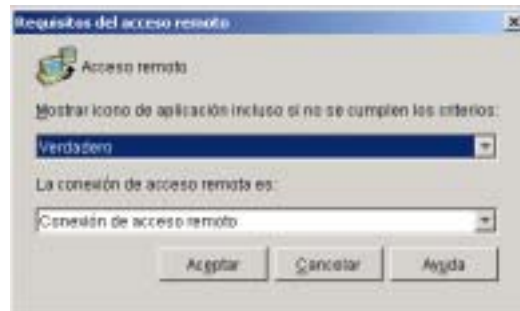 Requisitos del acceso remoto
Acceso remoto
Mostrar icono de aplicación incluso si no se cumplen los criterios:
Verdadero
La conexión de acceso remota es:
Conexión de acceso remoto
Aceptar Cancelar Ayuda